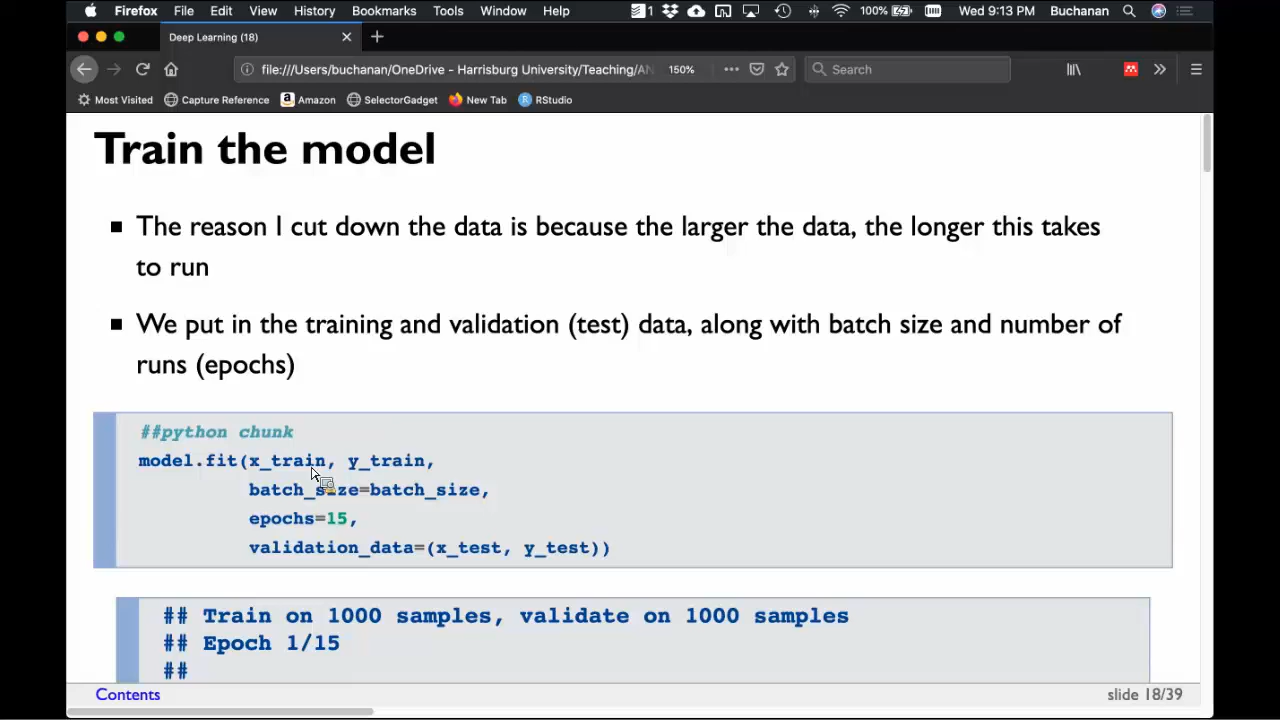 Firefox File Edit View History Bookmarks Tools Window Help 1 100% Wed 9:13 PM Buchanan
Deep Learning (18)
file:///Users/buchanan/OneDrive - Harrisburg University/Teaching/AN 150% Search
Most Visited Capture Reference Amazon SelectorGadget New Tab RStudio
Train the model
The reason I cut down the data is because the larger the data, the longer this takes
to run
We put in the training and validation (test) data, along with batch size and number of
runs (epochs)
##python chunk
model.fit(x_train, y_train,
batch_size=batch_size,
epochs=15,
validation_data=(x_test, y_test))
## Train on 1000 samples, validate on 1000 samples
## Epoch 1/15
##
Contents slide 18/39